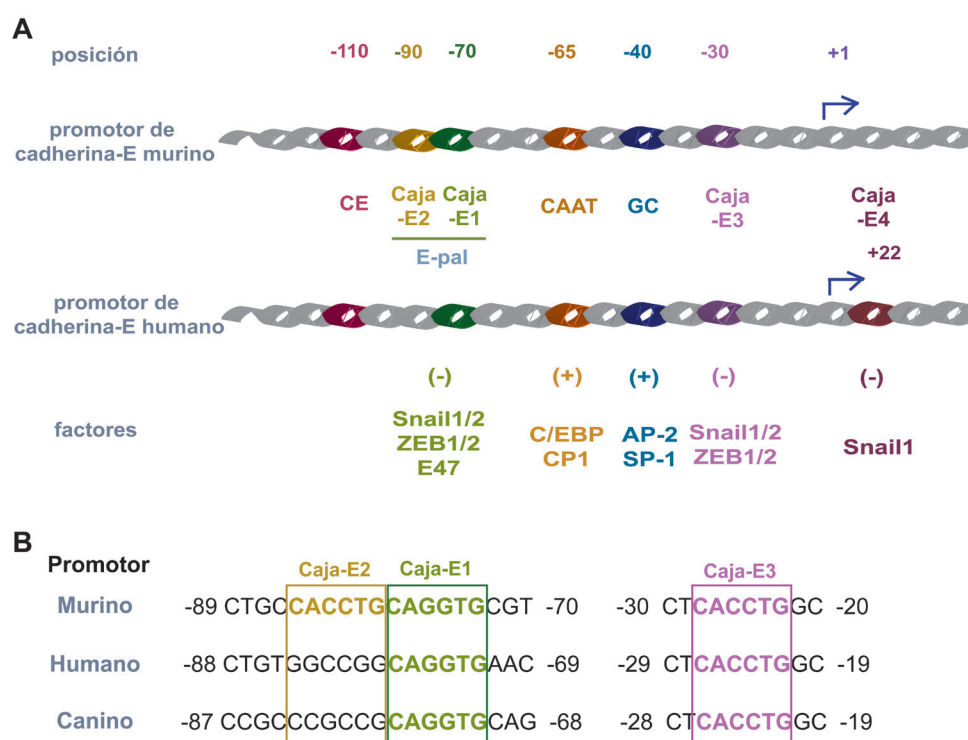 A
posición -110 -90 -70 -65 -40 -30 +1
promotor de
cadherina-E murino
CE Caja Caja CAAT GC Caja Caja
-E2 -E1 -E3 -E4
E-pal +22
promotor de
cadherina-E humano
(-) (+) (+) (-) (-)
factores
Snail1/2 C/EBP AP-2 Snail1/2 Snail1
ZEB1/2 CP1 SP-1 ZEB1/2
E47
B
Promotor Caja-E2 Caja-E1 Caja-E3
Murino -89 CTGCCACCTGCAGGTGCGT -70 -30 CTCACCTGGC -20
Humano -88 CTGTGGCCGGCAGGTGAAC -69 -29 CTCACCTGGC -19
Canino -87 CCGCCCGCCGCAGGTGCAG -68 -28 CTCACCTGGC -19